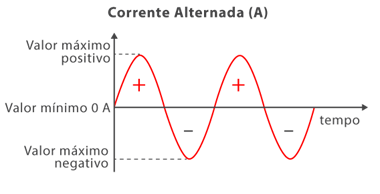 Corrente Alternada (A)
Valor máximo
positivo
+
+
Valor mínimo 0 A
tempo
–
–
Valor máximo
negativo